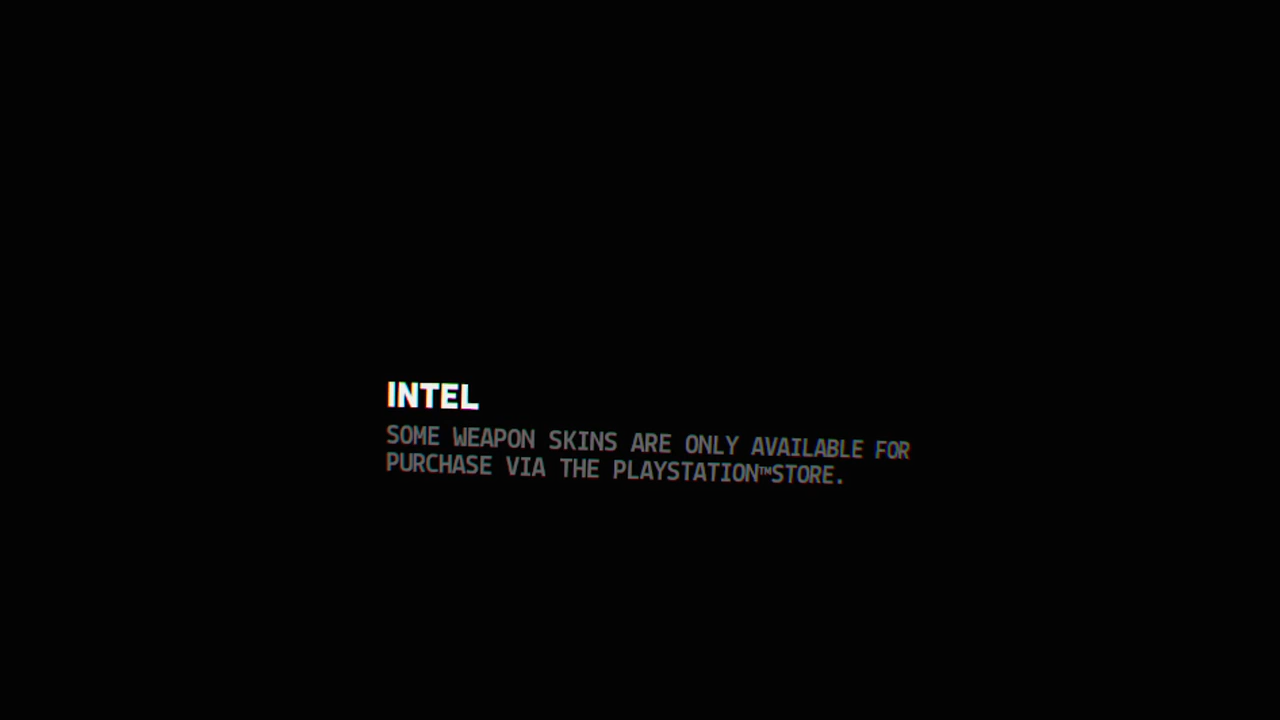 INTEL
SOME WEAPON SKINS ARE ONLY AVAILABLE FOR
PURCHASE VIA THE PLAYSTATION™STORE.